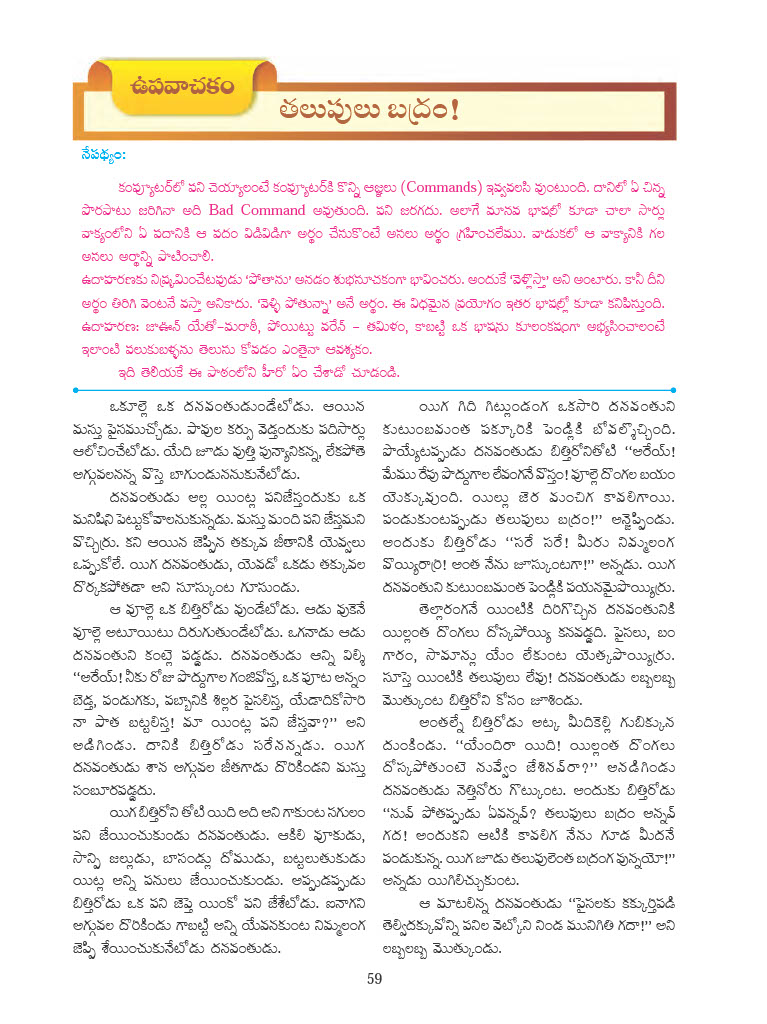 ఉపవాచకం
తలుపులు బద్రం!
నేపథ్యం:
కంప్యూటర్‌లో పని చెయ్యాలంటే కంప్యూటర్‌కి కొన్ని ఆజ్ఞలు (Commands) ఇవ్వవలసి వుంటుంది. దానిలో ఏ చిన్న
పొరపాటు జరిగినా అది Bad Command అవుతుంది. పని జరగదు. అలాగే మానవ భాషల్లో కూడా చాలా సార్లు
వాక్యంలోని ఏ పదానికి ఆ పదం విడివిడిగా అర్థం చేసుకొంటే అసలు అర్థం గ్రహించలేము. వాడుకలో ఆ వాక్యానికి గల
అసలు అర్థాన్ని పాటించాలి.
ఉదాహరణకు నిష్క్రమించేటపుడు ‘పోతాను’ అనడం శుభసూచకంగా భావించరు. అందుకే ‘వెళ్లొస్తా’ అని అంటారు. కానీ దీని
అర్థం తిరిగి వెంటనే వస్తా అనికాదు. ‘వెళ్ళి పోతున్నా’ అనే అర్థం. ఈ విధమైన ప్రయోగం ఇతర భాషల్లో కూడా కనిపిస్తుంది.
ఉదాహరణ: జాఊన్ యేతో-మరాఠీ, పోయిట్టు వరేన్ - తమిళం, కాబట్టి ఒక భాషను కూలంకషంగా అభ్యసించాలంటే
ఇలాంటి పలుకుబళ్ళను తెలుసు కోవడం ఎంతైనా ఆవశ్యకం.
ఇది తెలియకే ఈ పాఠంలోని హీరో ఏం చేశాడో చూడండి.
ఒకూల్లె ఒక దనవంతుడుండేటోడు. ఆయిన
మస్తు పైసమచ్చోడు. పావుల కర్సు వెడ్తందుకు పదిసార్లు
ఆలోచించేటోడు. యేది జూడు వుత్తి పున్యానికన్న, లేకపోతె
అగ్గువలనన్న వొస్తె బాగుండుననుకునేటోడు.
దనవంతుడు అల్ల యింట్ల పనిజేస్తందుకు ఒక
మనిషిని పెట్టుకోవాలనుకున్నడు. మస్తు మంది పని జేస్తమని
వొచ్చిర్రు. కని ఆయిన జెప్పిన తక్కువ జీతానికి యెవ్వలు
ఒప్పుకోలే. యిగ దనవంతుడు, యెవడో ఒకడు తక్కువల
దొర్కకపోతడా అని సూస్కుంట గూసుండు.
ఆ వూల్లె ఒక బిత్తిరోడు వుండేటోడు. ఆడు వుకెనే
వూల్లె అటూయిటు దిరుగుతుండేటోడు. ఒగనాడు ఆడు
దనవంతుని కంట్లె పడ్డడు. దనవంతుడు ఆన్ని విల్శి
“అరేయ్! నీకు రోజు పొద్దుగాల గంజివోస్త, ఒక పూట అన్నం
బెడ్త, పండుగకు, పబ్బానికి శిల్లర పైసలిస్త, యేడాదికోసారి
నా పాత బట్టలిస్త! మా యింట్ల పని జేస్తవా?” అని
అడిగిండు. దానికి బిత్తిరోడు సరేనన్నడు. యిగ
దనవంతుడు శాన అగ్గువల జీతగాడు దొరికిండని మస్తు
సంబూరపడ్డదు.
యిగ బిత్తిరోని తోటి యిది అది అని గాకుంట సగులం
పని జేయించుకుండు దనవంతుడు. ఆకిలి వూకుడు,
సాన్పి జల్లుడు, బాసండ్లు దోముడు, బట్టలుతుకుడు
యిట్ల అన్ని పనులు జేయించుకుండు. అప్పుడప్పుడు
బిత్తిరోడు ఒక పని జెప్తె యింకో పని జేశేటోడు. ఐనాగని
అగ్గువల దొరికిండు గాబట్టి అన్ని యేవనకుంట నిమ్మలంగ
జెప్పి శేయించుకునేటోడు దనవంతుడు.
యిగ గిది గిట్లుండంగ ఒకసారి దనవంతుని
కుటుంబమంత పక్కూరికి పెండ్లికి బోవల్సొచ్చింది.
పొయ్యేటప్పుడు దనవంతుడు బిత్తిరోనితోటి “అరేయ్!
మేము రేపు పొద్దుగాల లేవంగనే వొస్తం! వూల్లె దొంగల బయం
యెక్కువుంది. యిల్లు జెర మంచిగ కావలిగాయి.
పండుకుంటప్పుడు తలుపులు బద్రం!” అన్జెప్పిండు.
అందుకు బిత్తిరోడు “సరే సరే! మీరు నిమ్మలంగ
వొయ్యిరార్రి! అంత నేను జూస్కుంటగా!” అన్నడు. యిగ
దనవంతుని కుటుంబమంత పెండ్లికి పయనమైపొయ్యిర్రు.
తెల్లారంగనే యింటికి దిరిగొచ్చిన దనవంతునికి
యిల్లంత దొంగలు దోస్కపోయ్యి కనవడ్డది. పైసలు, బం
గారం, సామాన్లు యేం లేకుంట యెత్కపొయ్యిర్రు.
సూస్తె యింటికి తలుపులు లేవు! దనవంతుడు లబ్బలబ్బ
మొత్తుకుంట బిత్తిరోని కోసం జూశిండు.
అంతల్నే బిత్తిరోడు అట్క మీదికెల్లి గుబిక్కున
దుంకిండు. “యేందిరా యిది! యిల్లంత దొంగలు
దోస్కపోతుంటె నువ్వేం జేశినవ్‌రా?” అనడిగిండు
దనవంతుడు నెత్తినోరు గొట్కుంట. అందుకు బిత్తిరోడు
“నువ్ పోతప్పుడు ఏవన్నవ్? తలుపులు బద్రం అన్నవ్
గద! అందుకని ఆటికి కావలిగ నేను గూడ మీదనే
పండుకున్న. యిగ జూడు తలుపులెంత బద్రంగ వున్నయో!”
అన్నడు యిగిలిచ్చుకుంట.
ఆ మాటలిన్న దనవంతుడు “పైసలకు కక్కుర్తిపడి
తెల్విదక్కువోన్ని పనిల వెట్కోని నిండ మునిగితి గదా!” అని
లబ్బలబ్బ మొత్కుండు.
59